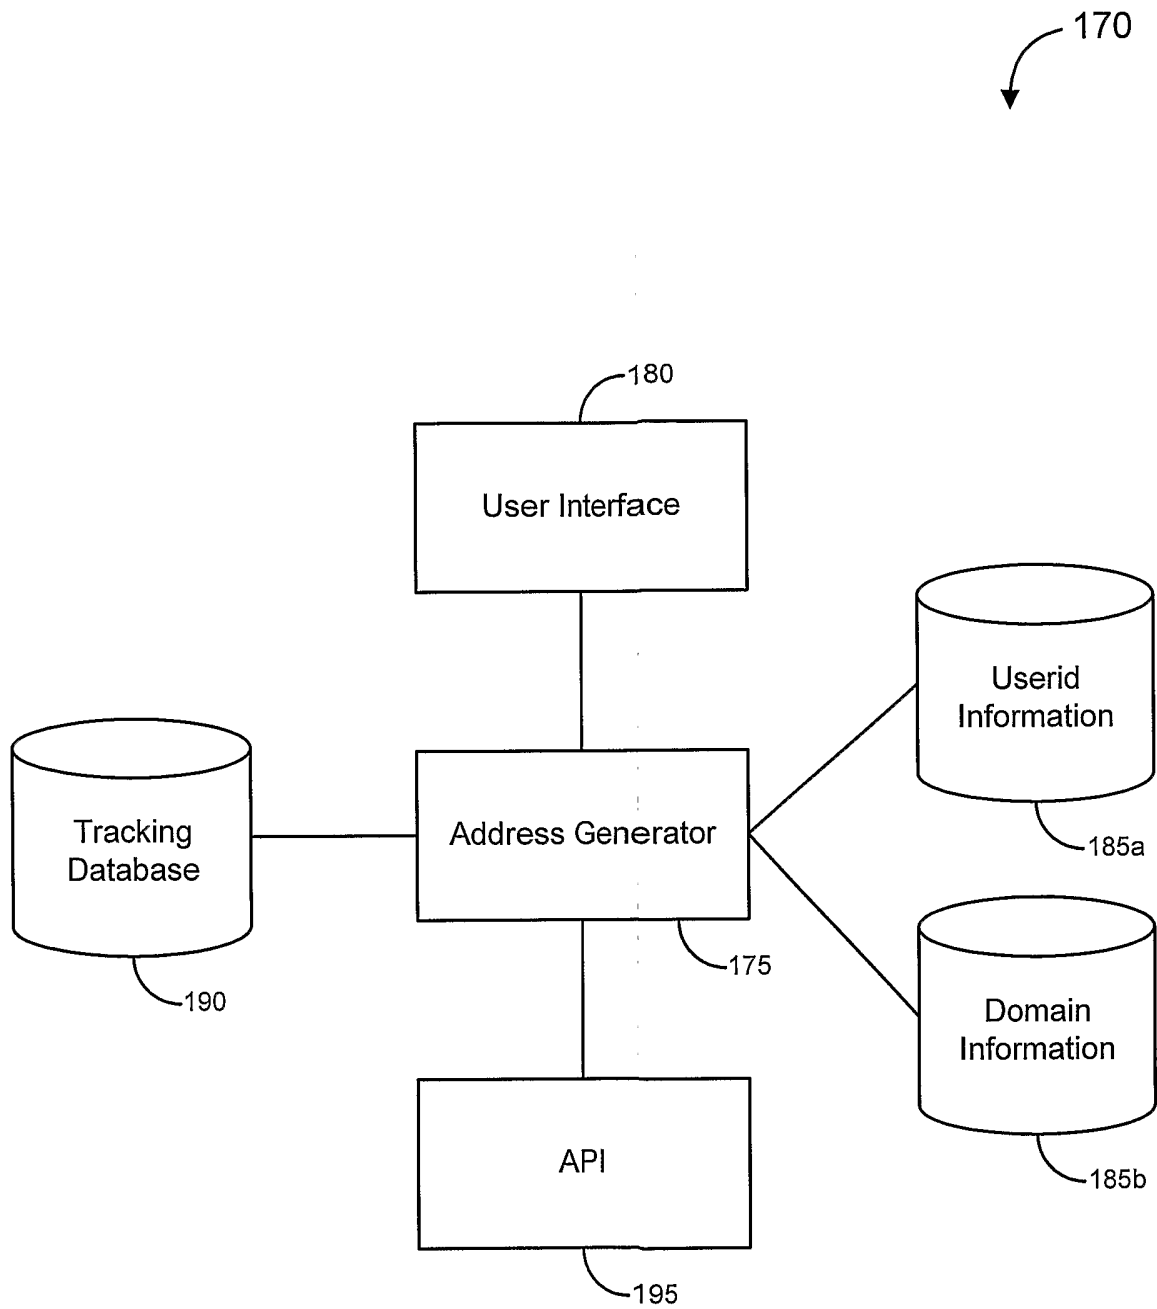 170
180
User Interface
Userid
Information
185a
Tracking
Database
190
Address Generator
175
Domain
Information
185b
API
195